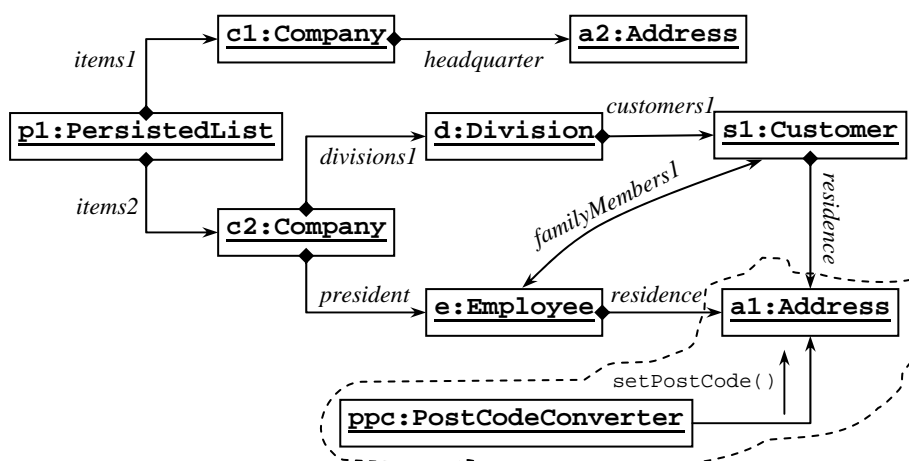 c1:Company
a2:Address
items1
headquarter
customers1
p1:PersistedList
d:Division
s1:Customer
divisions1
items2
familyMembers1
residence
c2:Company
president
e:Employee
residence
a1:Address
setPostCode()
ppc:PostCodeConverter